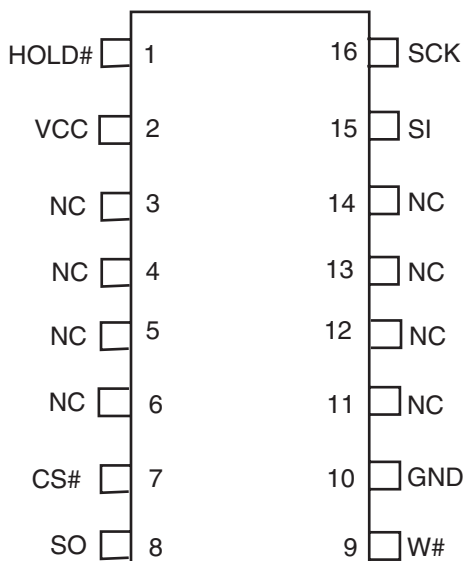 HOLD# 1 16 SCK
VCC 2 15 SI
NC 3 14 NC
NC 4 13 NC
NC 5 12 NC
NC 6 11 NC
CS# 7 10 GND
SO 8 9 W#